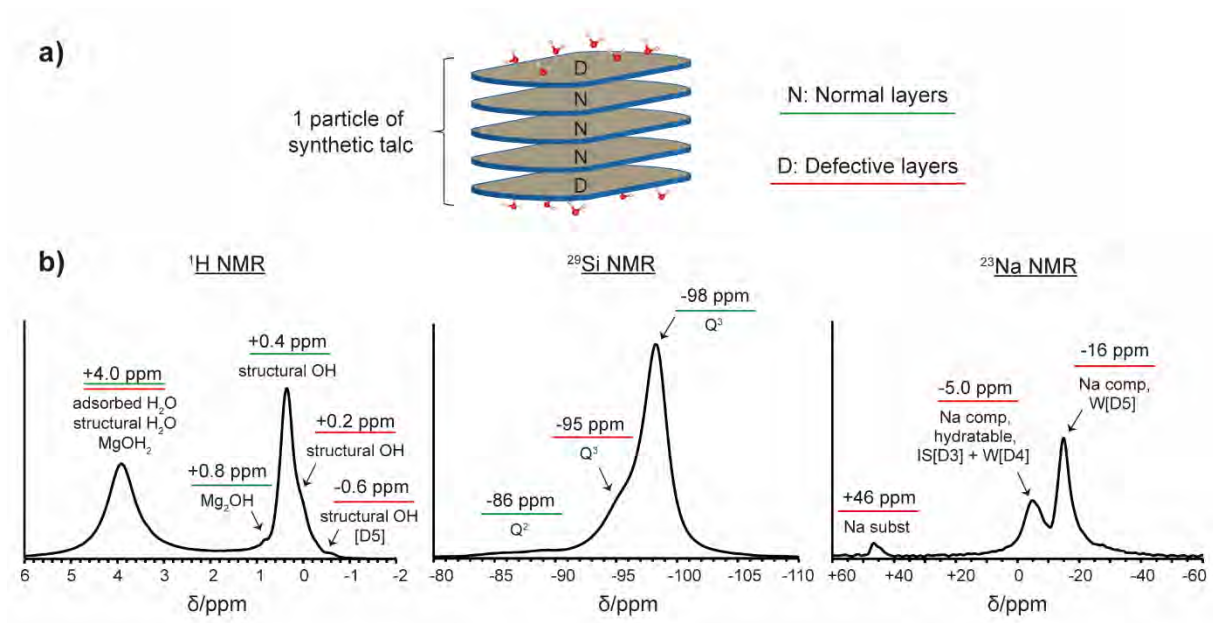 a)
1 particle of
synthetic talc
D
N
N
N
D
N: Normal layers
D: Defective layers
b)
¹H NMR
+4.0 ppm
adsorbed H₂O
structural H₂O
MgOH₂
+0.8 ppm
Mg₂OH
+0.4 ppm
structural OH
+0.2 ppm
structural OH
-0.6 ppm
structural OH
[D5]
6 5 4 3 2 1 0 -1 -2
δ/ppm
²⁹Si NMR
-98 ppm
Q³
-95 ppm
Q³
-86 ppm
Q²
-80 -85 -90 -95 -100 -105 -110
δ/ppm
²³Na NMR
-16 ppm
Na comp,
W[D5]
-5.0 ppm
Na comp,
hydratable,
IS[D3] + W[D4]
+46 ppm
Na subst
+60 +40 +20 0 -20 -40 -60
δ/ppm